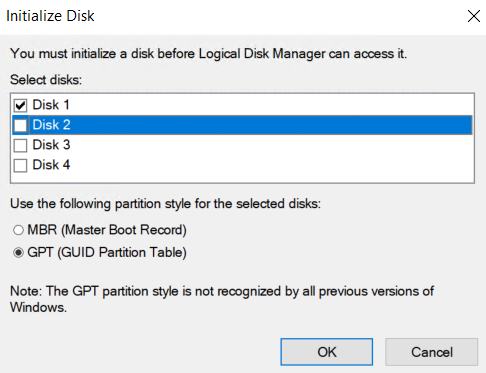 Initialize Disk
You must initialize a disk before Logical Disk Manager can access it.
Select disks:
Disk 1
Disk 2
Disk 3
Disk 4
Use the following partition style for the selected disks:
MBR (Master Boot Record)
GPT (GUID Partition Table)
Note: The GPT partition style is not recognized by all previous versions of
Windows.
OK
Cancel